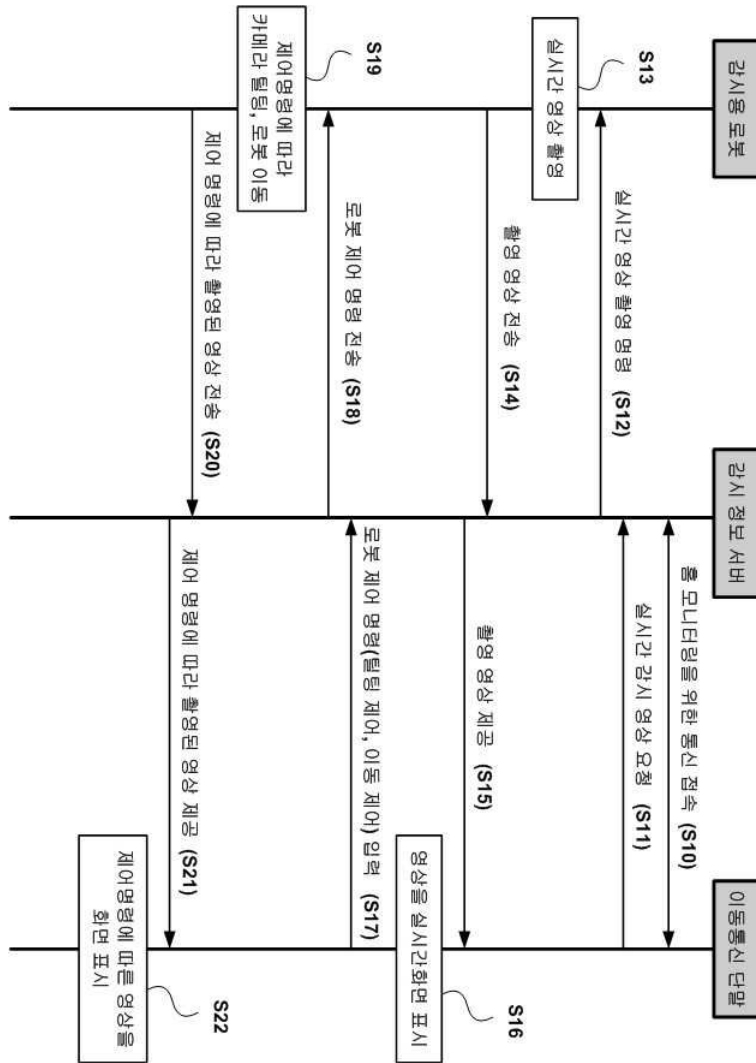 감시용 로봇
감시 정보 서버
이동통신 단말
홈 모니터링을 위한 통신 접속 (S10)
실시간 감시 영상 요청 (S11)
실시간 영상 촬영 명령 (S12)
S13
실시간 영상 촬영
촬영 영상 전송 (S14)
촬영 영상 제공 (S15)
영상을 실시간화면 표시
S16
로봇 제어 명령(틸팅 제어, 이동 제어) 입력 (S17)
로봇 제어 명령 전송 (S18)
S19
제어명령에 따라
카메라 틸팅, 로봇 이동
제어 명령에 따라 촬영된 영상 전송 (S20)
제어 명령에 따라 촬영된 영상 제공 (S21)
제어명령에 따른 영상을
화면 표시
S22